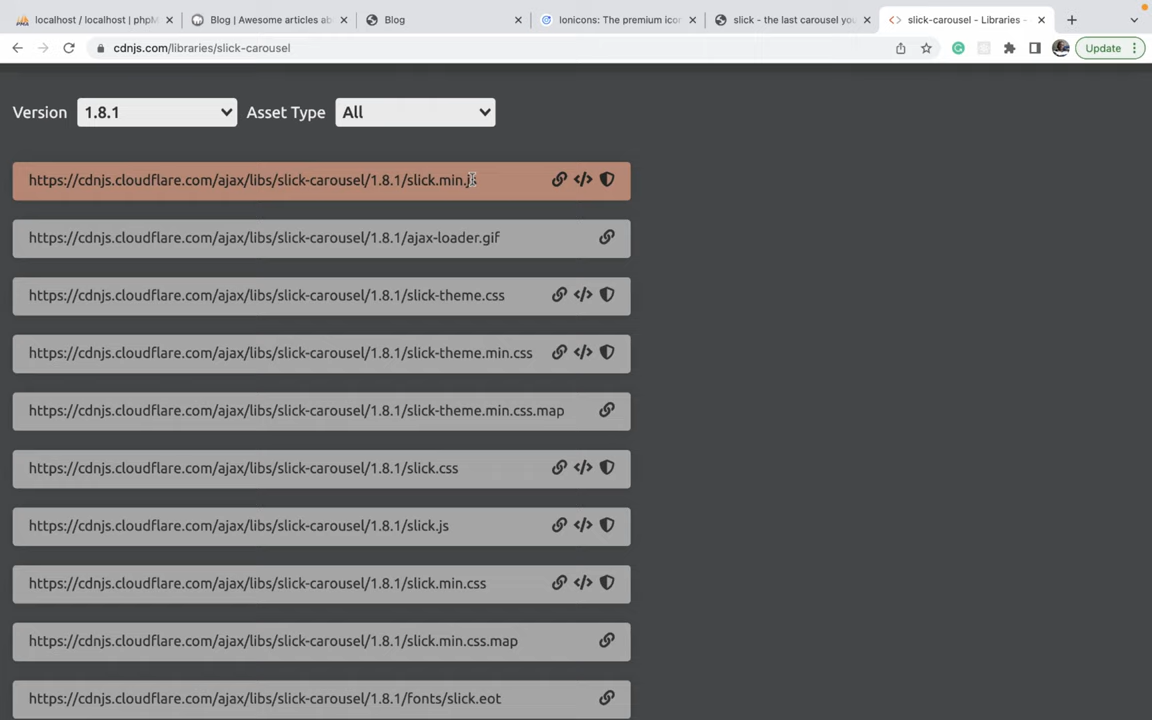 localhost / localhost | phpM
Blog | Awesome articles ab
Blog
Ionicons: The premium icon
slick - the last carousel you
slick-carousel - Libraries -
cdnjs.com/libraries/slick-carousel
Update
Version
1.8.1
Asset Type
All
https://cdnjs.cloudflare.com/ajax/libs/slick-carousel/1.8.1/slick.min.js
https://cdnjs.cloudflare.com/ajax/libs/slick-carousel/1.8.1/ajax-loader.gif
https://cdnjs.cloudflare.com/ajax/libs/slick-carousel/1.8.1/slick-theme.css
https://cdnjs.cloudflare.com/ajax/libs/slick-carousel/1.8.1/slick-theme.min.css
https://cdnjs.cloudflare.com/ajax/libs/slick-carousel/1.8.1/slick-theme.min.css.map
https://cdnjs.cloudflare.com/ajax/libs/slick-carousel/1.8.1/slick.css
https://cdnjs.cloudflare.com/ajax/libs/slick-carousel/1.8.1/slick.js
https://cdnjs.cloudflare.com/ajax/libs/slick-carousel/1.8.1/slick.min.css
https://cdnjs.cloudflare.com/ajax/libs/slick-carousel/1.8.1/slick.min.css.map
https://cdnjs.cloudflare.com/ajax/libs/slick-carousel/1.8.1/fonts/slick.eot